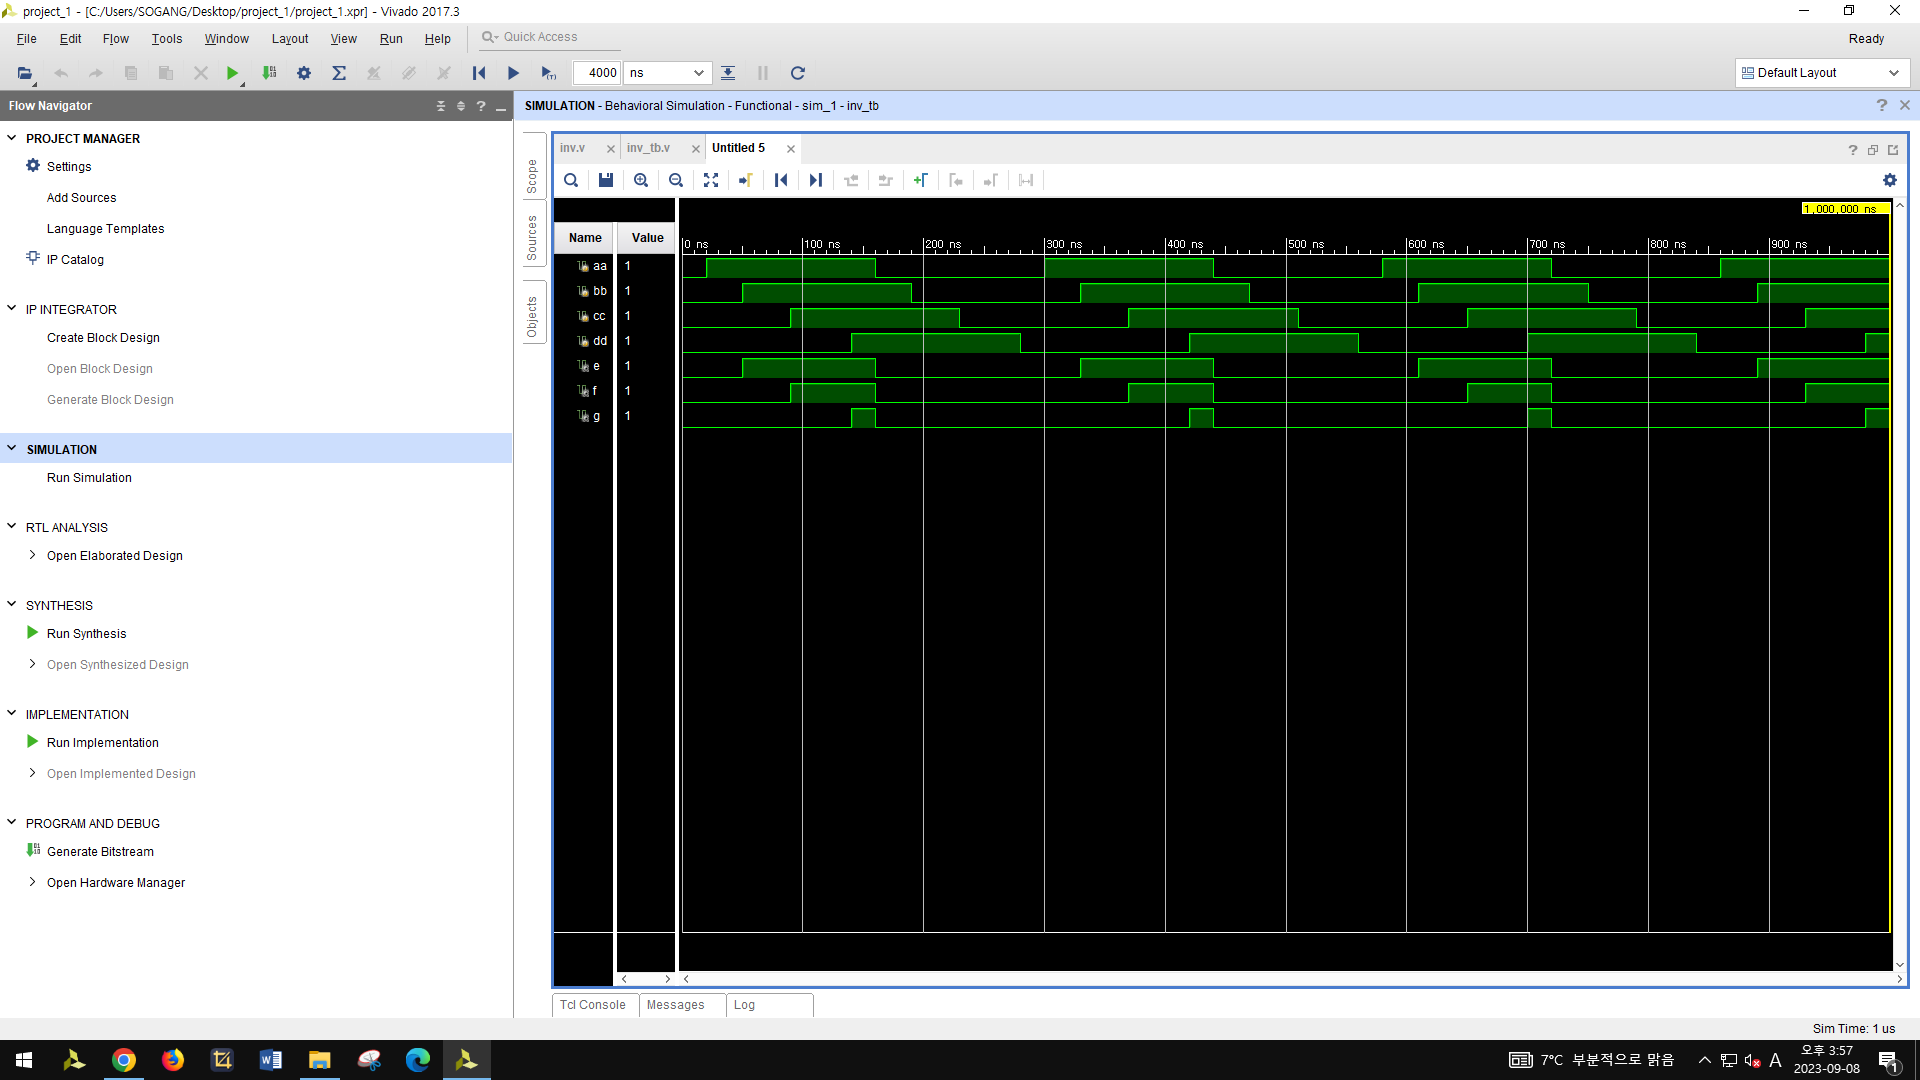 project_1 - [C:/Users/SOGANG/Desktop/project_1/project_1.xpr] - Vivado 2017.3
File Edit Flow Tools Window Layout View Run Help Quick Access Ready
4000 ns Default Layout
Flow Navigator
SIMULATION - Behavioral Simulation - Functional - sim_1 - inv_tb
PROJECT MANAGER
Settings
Add Sources
Language Templates
IP Catalog
IP INTEGRATOR
Create Block Design
Open Block Design
Generate Block Design
SIMULATION
Run Simulation
RTL ANALYSIS
Open Elaborated Design
SYNTHESIS
Run Synthesis
Open Synthesized Design
IMPLEMENTATION
Run Implementation
Open Implemented Design
PROGRAM AND DEBUG
Generate Bitstream
Open Hardware Manager
Scope
Sources
Objects
inv.v inv_tb.v Untitled 5
1,000,000 ns
Name Value
0 ns 100 ns 200 ns 300 ns 400 ns 500 ns 600 ns 700 ns 800 ns 900 ns
aa 1
bb 1
cc 1
dd 1
e 1
f 1
g 1
Tcl Console Messages Log
Sim Time: 1 us
7°C 부분적으로 맑음 A 오후 3:57
2023-09-08 1